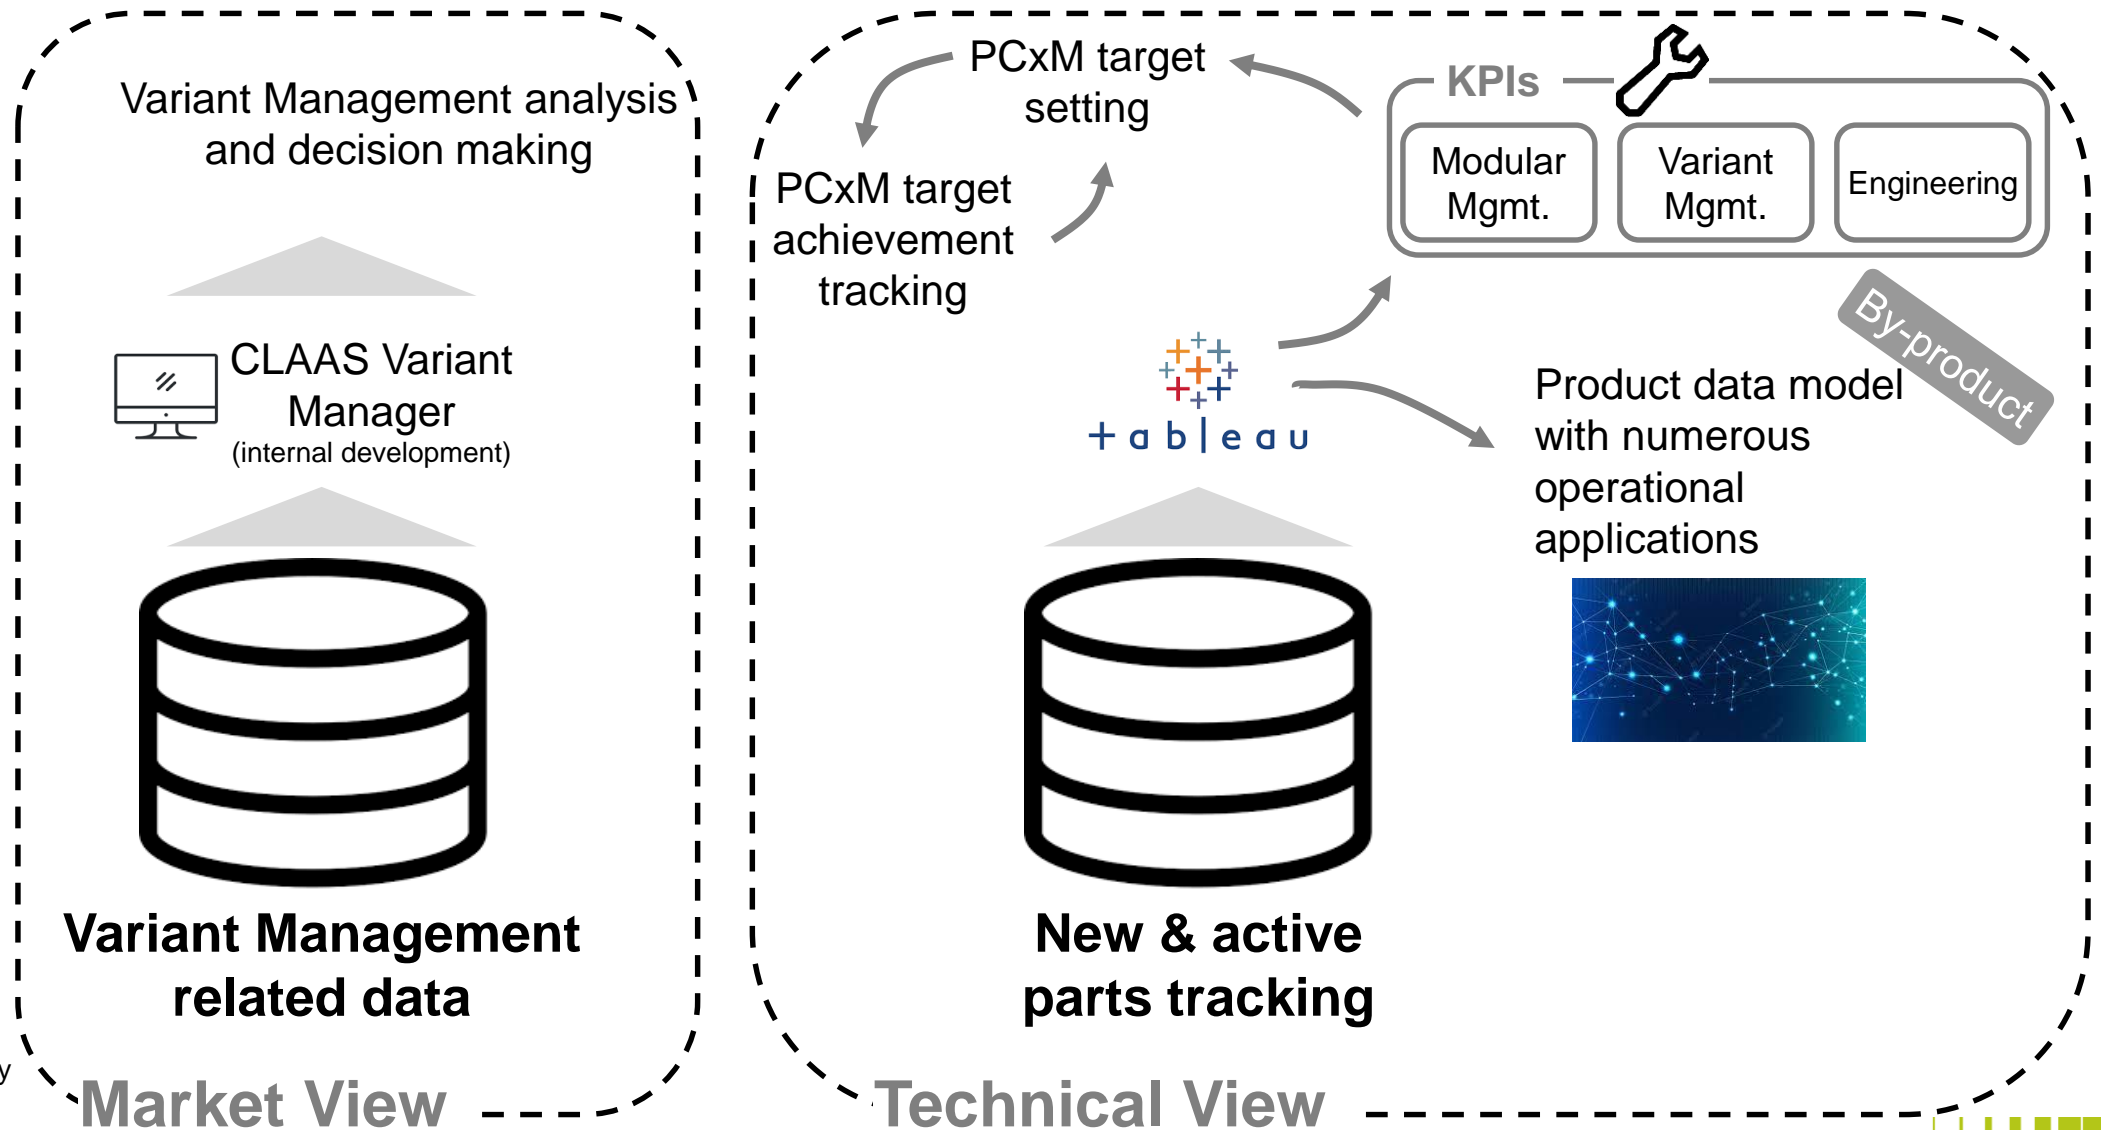 Variant Management analysis
and decision making
CLAAS Variant
Manager
(internal development)
Variant Management
related data
Market View
PCxM target
setting
PCxM target
achievement
tracking
KPIs
Modular
Mgmt.
Variant
Mgmt.
Engineering
By-product
tableau
Product data model
with numerous
operational
applications
New & active
parts tracking
Technical View
y